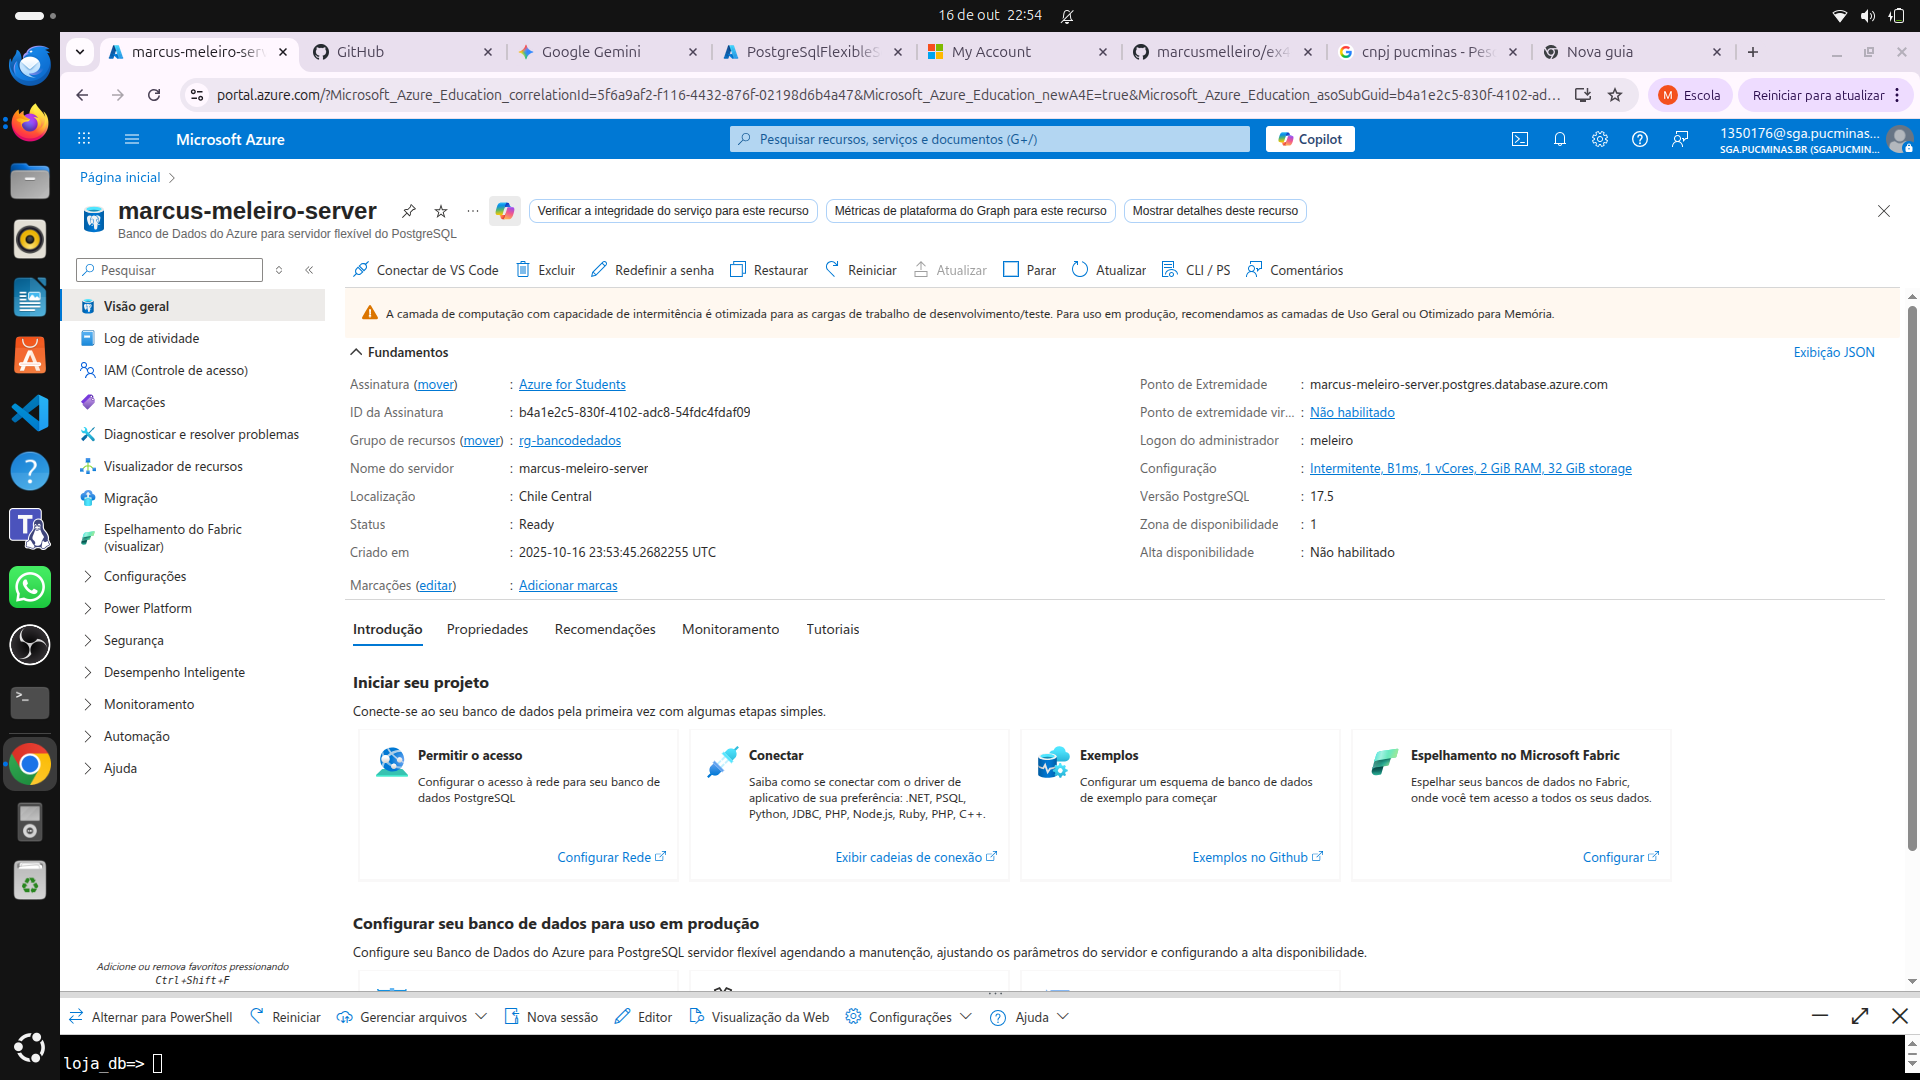 16 de out 22:54
marcus-meleiro-serv
GitHub
Google Gemini
PostgreSqlFlexibleS
My Account
marcusmelleiro/ex4
cnpj pucminas - Pes
Nova guia
portal.azure.com/?Microsoft_Azure_Education_correlationId=5f6a9af2-f116-4432-876f-02198d6b4a47&Microsoft_Azure_Education_newA4E=true&Microsoft_Azure_Education_asoSubGuid=b4a1e2c5-830f-4102-ad...
M Escola
Reiniciar para atualizar
Microsoft Azure
Pesquisar recursos, serviços e documentos (G+/)
Copilot
1350176@sga.pucminas...
SGA.PUCMINAS.BR (SGAPUCMIN...
Página inicial
marcus-meleiro-server
Banco de Dados do Azure para servidor flexível do PostgreSQL
Verificar a integridade do serviço para este recurso
Métricas de plataforma do Graph para este recurso
Mostrar detalhes deste recurso
Pesquisar
Conectar de VS Code
Excluir
Redefinir a senha
Restaurar
Reiniciar
Atualizar
Parar
Atualizar
CLI / PS
Comentários
Visão geral
Log de atividade
IAM (Controle de acesso)
Marcações
Diagnosticar e resolver problemas
Visualizador de recursos
Migração
Espelhamento do Fabric
(visualizar)
Configurações
Power Platform
Segurança
Desempenho Inteligente
Monitoramento
Automação
Ajuda
Adicione ou remova favoritos pressionando
Ctrl+Shift+F
A camada de computação com capacidade de intermitência é otimizada para as cargas de trabalho de desenvolvimento/teste. Para uso em produção, recomendamos as camadas de Uso Geral ou Otimizado para Memória.
Fundamentos
Exibição JSON
Assinatura (mover) : Azure for Students
ID da Assinatura : b4a1e2c5-830f-4102-adc8-54fdc4fdaf09
Grupo de recursos (mover) : rg-bancodedados
Nome do servidor : marcus-meleiro-server
Localização : Chile Central
Status : Ready
Criado em : 2025-10-16 23:53:45.2682255 UTC
Marcações (editar) : Adicionar marcas
Ponto de Extremidade : marcus-meleiro-server.postgres.database.azure.com
Ponto de extremidade vir... : Não habilitado
Logon do administrador : meleiro
Configuração : Intermitente, B1ms, 1 vCores, 2 GiB RAM, 32 GiB storage
Versão PostgreSQL : 17.5
Zona de disponibilidade : 1
Alta disponibilidade : Não habilitado
Introdução
Propriedades
Recomendações
Monitoramento
Tutoriais
Iniciar seu projeto
Conecte-se ao seu banco de dados pela primeira vez com algumas etapas simples.
Permitir o acesso
Configurar o acesso à rede para seu banco de
dados PostgreSQL
Configurar Rede
Conectar
Saiba como se conectar com o driver de
aplicativo de sua preferência: .NET, PSQL,
Python, JDBC, PHP, Node.js, Ruby, PHP, C++.
Exibir cadeias de conexão
Exemplos
Configurar um esquema de banco de dados
de exemplo para começar
Exemplos no Github
Espelhamento no Microsoft Fabric
Espelhar seus bancos de dados no Fabric,
onde você tem acesso a todos os seus dados.
Configurar
Configurar seu banco de dados para uso em produção
Configure seu Banco de Dados do Azure para PostgreSQL servidor flexível agendando a manutenção, ajustando os parâmetros do servidor e configurando a alta disponibilidade.
Alternar para PowerShell
Reiniciar
Gerenciar arquivos
Nova sessão
Editor
Visualização da Web
Configurações
Ajuda
loja_db=>